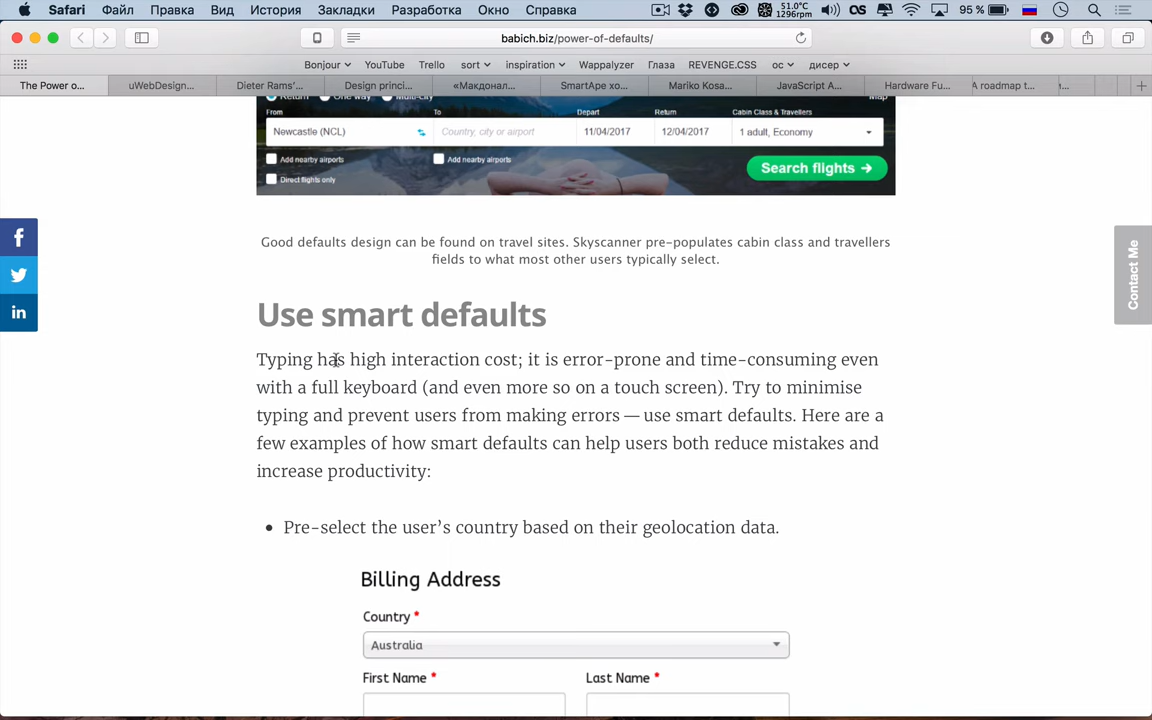 Safari Файл Правка Вид История Закладки Разработка Окно Справка 51.0°C 1296rpm 95 %
babich.biz/power-of-defaults/
Bonjour YouTube Trello sort inspiration Wappalyzer Глаза REVENGE.CSS ос дисер
The Power o... uWebDesign... Dieter Rams'... Design princi... «Макдонал... SmartApe хо... Mariko Kosa... JavaScript A... Hardware Fu... A roadmap t...
Return One way Multi-city Map
From To Depart Return Cabin Class & Travellers
Newcastle (NCL) Country, city or airport 11/04/2017 12/04/2017 1 adult, Economy
Add nearby airports Add nearby airports
Direct flights only
Search flights →
Good defaults design can be found on travel sites. Skyscanner pre-populates cabin class and travellers
fields to what most other users typically select.
Contact Me
Use smart defaults
Typing has high interaction cost; it is error-prone and time-consuming even
with a full keyboard (and even more so on a touch screen). Try to minimise
typing and prevent users from making errors — use smart defaults. Here are a
few examples of how smart defaults can help users both reduce mistakes and
increase productivity:
• Pre-select the user's country based on their geolocation data.
Billing Address
Country *
Australia
First Name * Last Name *